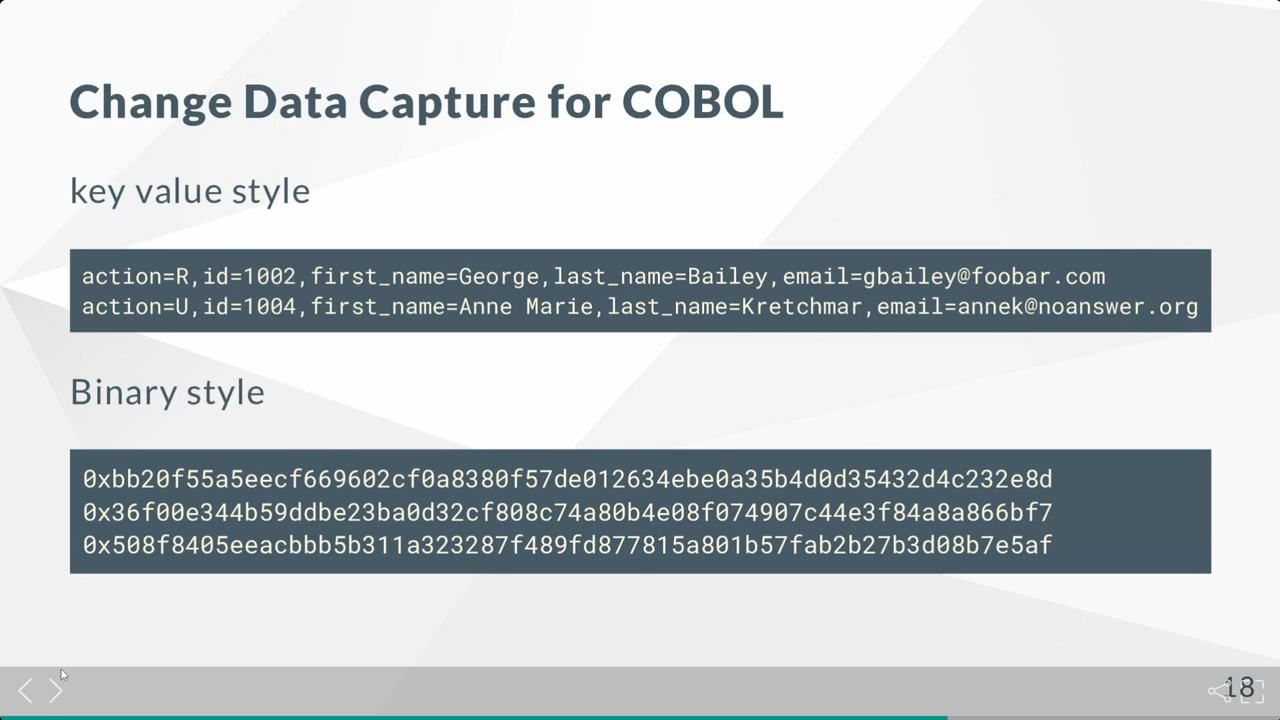 Change Data Capture for COBOL
key value style
action=R,id=1002,first_name=George,last_name=Bailey,email=gbailey@foobar.com
action=U,id=1004,first_name=Anne Marie,last_name=Kretchmar,email=annek@noanswer.org
Binary style
0xbb20f55a5eecf669602cf0a8380f57de012634ebe0a35b4d0d35432d4c232e8d
0x36f00e344b59ddbe23ba0d32cf808c74a80b4e08f074907c44e3f84a8a866bf7
0x508f8405eeacbbb5b311a323287f489fd877815a801b57fab2b27b3d08b7e5af
18